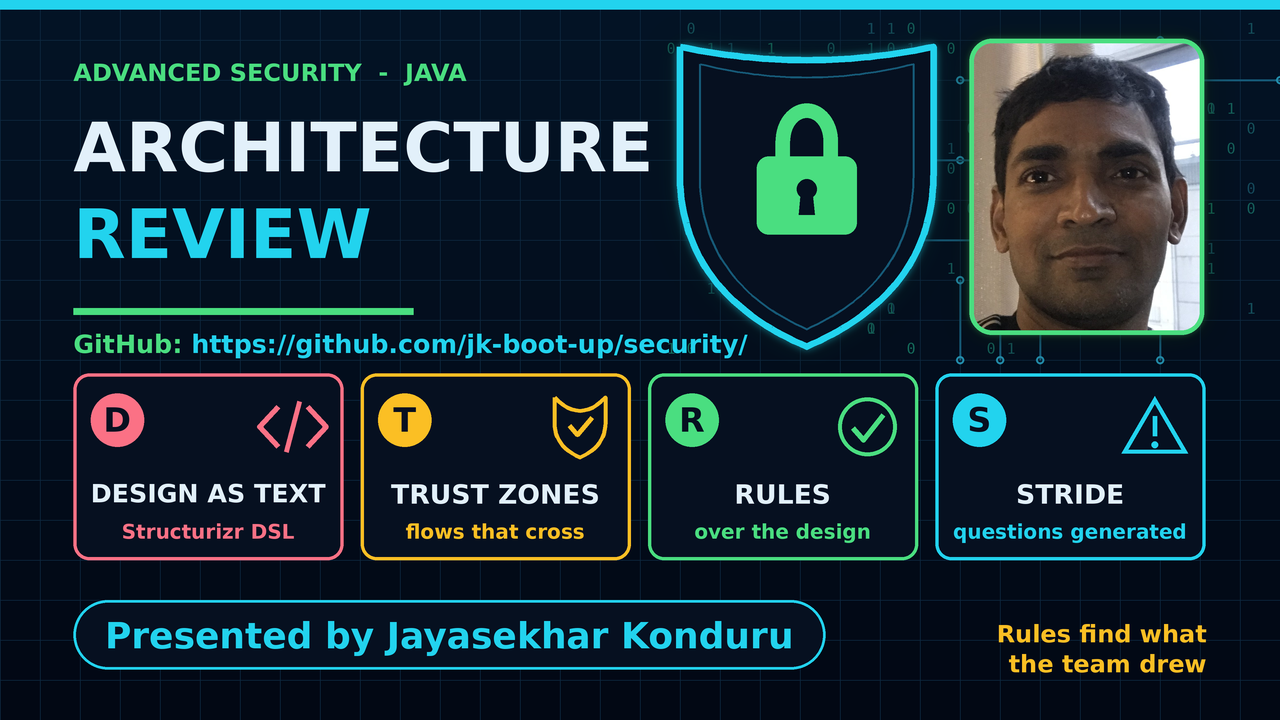 ADVANCED SECURITY - JAVA
ARCHITECTURE
REVIEW
GitHub: https://github.com/jk-boot-up/security/
D
DESIGN AS TEXT
Structurizr DSL
T
TRUST ZONES
flows that cross
R
RULES
over the design
S
STRIDE
questions generated
Presented by Jayasekhar Konduru
Rules find what
the team drew